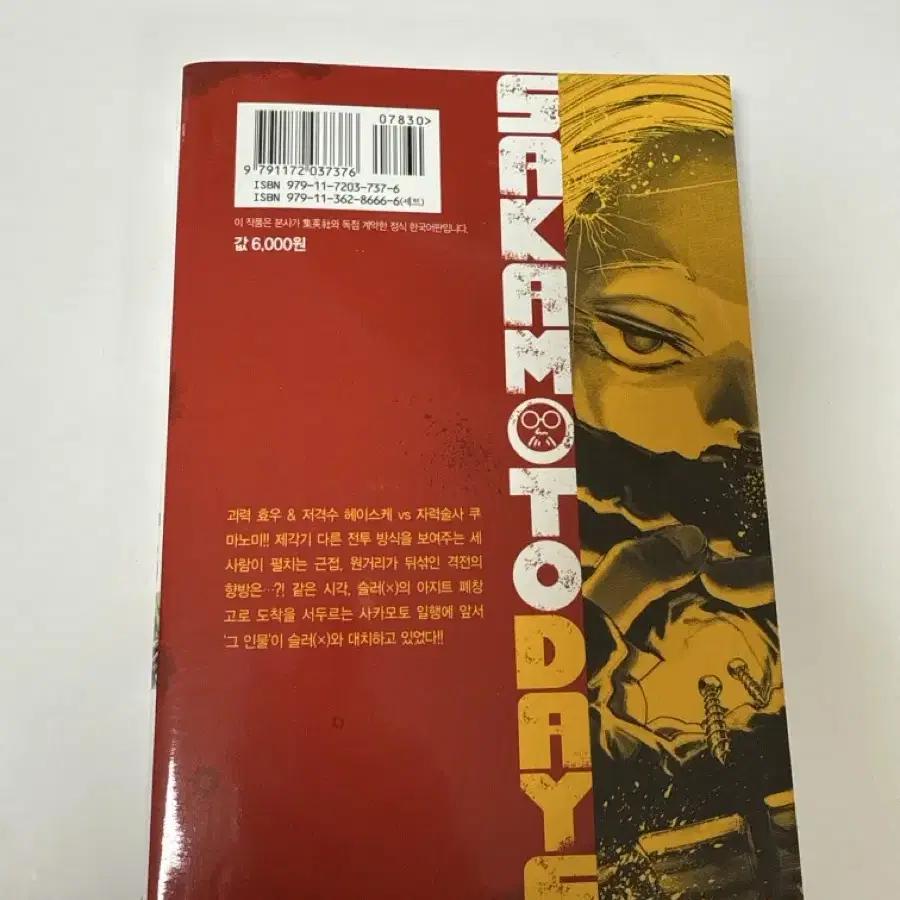 07830>
9 791172 037376
ISBN 979-11-7203-737-6
ISBN 979-11-362-8666-6(세트)
이 작품은 본사가 集英社와 독점 계약한 정식 한국어판입니다.
값 6,000원
SAKAMOTO DAYS
괴력 효우 & 저격수 헤이스케 vs 자력술사 쿠
마노미!! 제각기 다른 전투 방식을 보여주는 세
사람이 펼치는 근접, 원거리가 뒤섞인 격전의
향방은…?! 같은 시각, 슬러(×)의 아지트 폐창
고로 도착을 서두르는 사카모토 일행에 앞서
'그 인물'이 슬러(×)와 대치하고 있었다!!